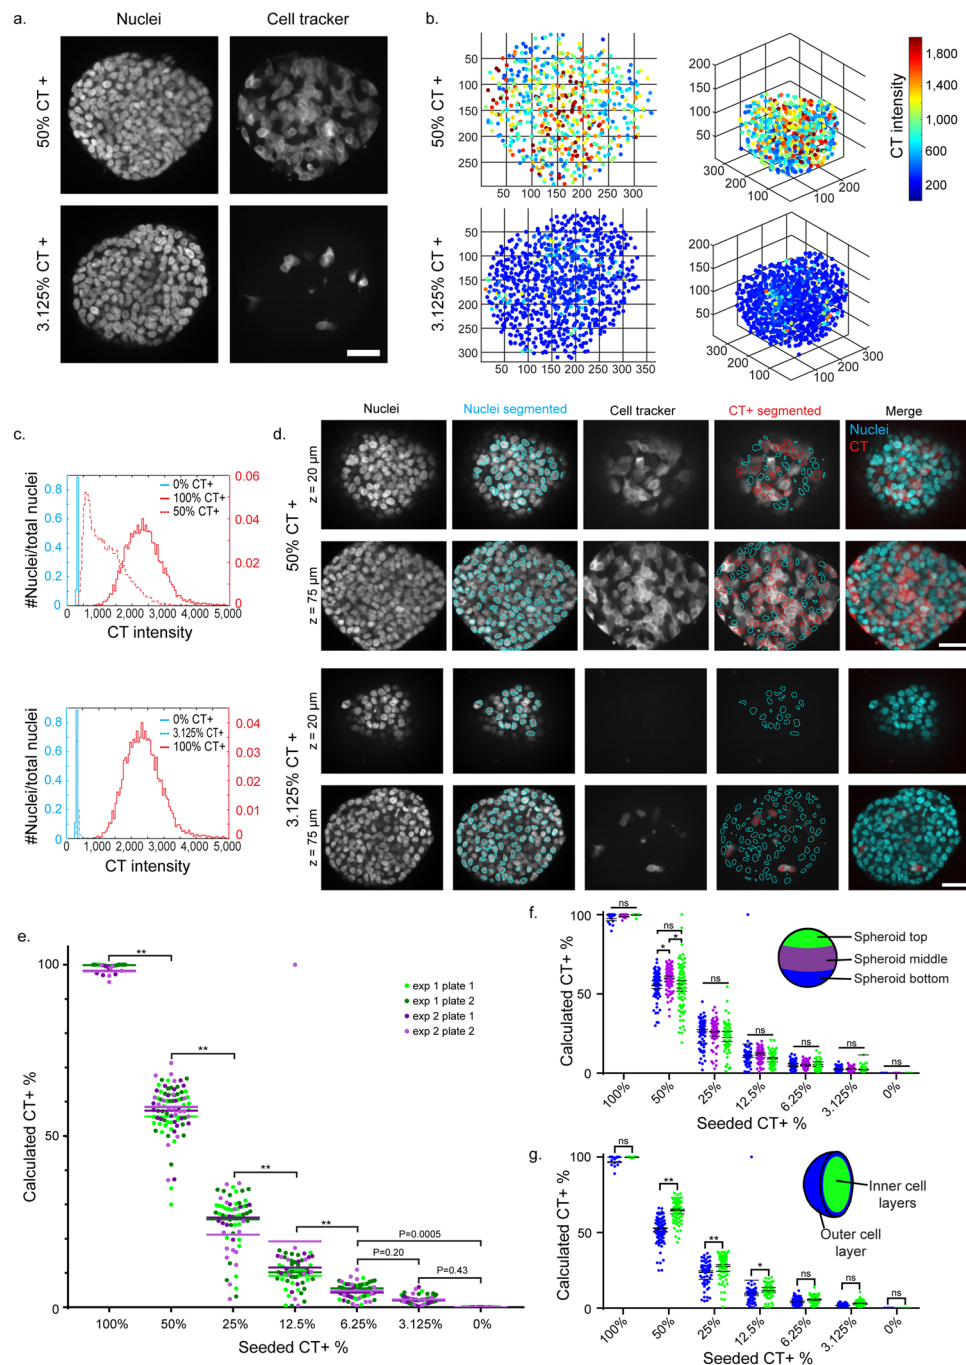 a.
Nuclei
Cell tracker
50% CT +
3.125% CT +
b.
50% CT +
50
100
150
200
250
50 100 150 200 250 300
200
150
100
50
300
200
100
200
100
CT intensity
1,800
1,400
1,000
600
200
3.125% CT +
50
100
150
200
250
300
50 100 150 200 250 300 350
200
150
100
50
300
200
100
300
200
100
c.
#Nuclei/total nuclei
0.8
0.6
0.4
0.2
0
0.06
0.04
0.02
0
0% CT+
100% CT+
50% CT+
0 1,000 2,000 3,000 4,000 5,000
CT intensity
#Nuclei/total nuclei
0.8
0.6
0.4
0.2
0
0.04
0.03
0.02
0.01
0
0% CT+
3.125% CT+
100% CT+
0 1,000 2,000 3,000 4,000 5,000
CT intensity
d.
Nuclei
Nuclei segmented
Cell tracker
CT+ segmented
Merge
Nuclei
CT
50% CT +
z = 20 µm
z = 75 µm
3.125% CT +
z = 20 µm
z = 75 µm
e.
Calculated CT+ %
100
50
0
**
**
**
**
P=0.0005
P=0.20
P=0.43
exp 1 plate 1
exp 1 plate 2
exp 2 plate 1
exp 2 plate 2
100% 50% 25% 12.5% 6.25% 3.125% 0%
Seeded CT+ %
f.
Calculated CT+ %
100
50
0
ns
ns
* *
ns
ns
ns
ns
ns
Spheroid top
Spheroid middle
Spheroid bottom
100% 50% 25% 12.5% 6.25% 3.125% 0%
Seeded CT+ %
g.
Calculated CT+ %
100
50
0
ns
**
**
*
ns
ns
ns
Inner cell
layers
Outer cell
layer
100% 50% 25% 12.5% 6.25% 3.125% 0%
Seeded CT+ %